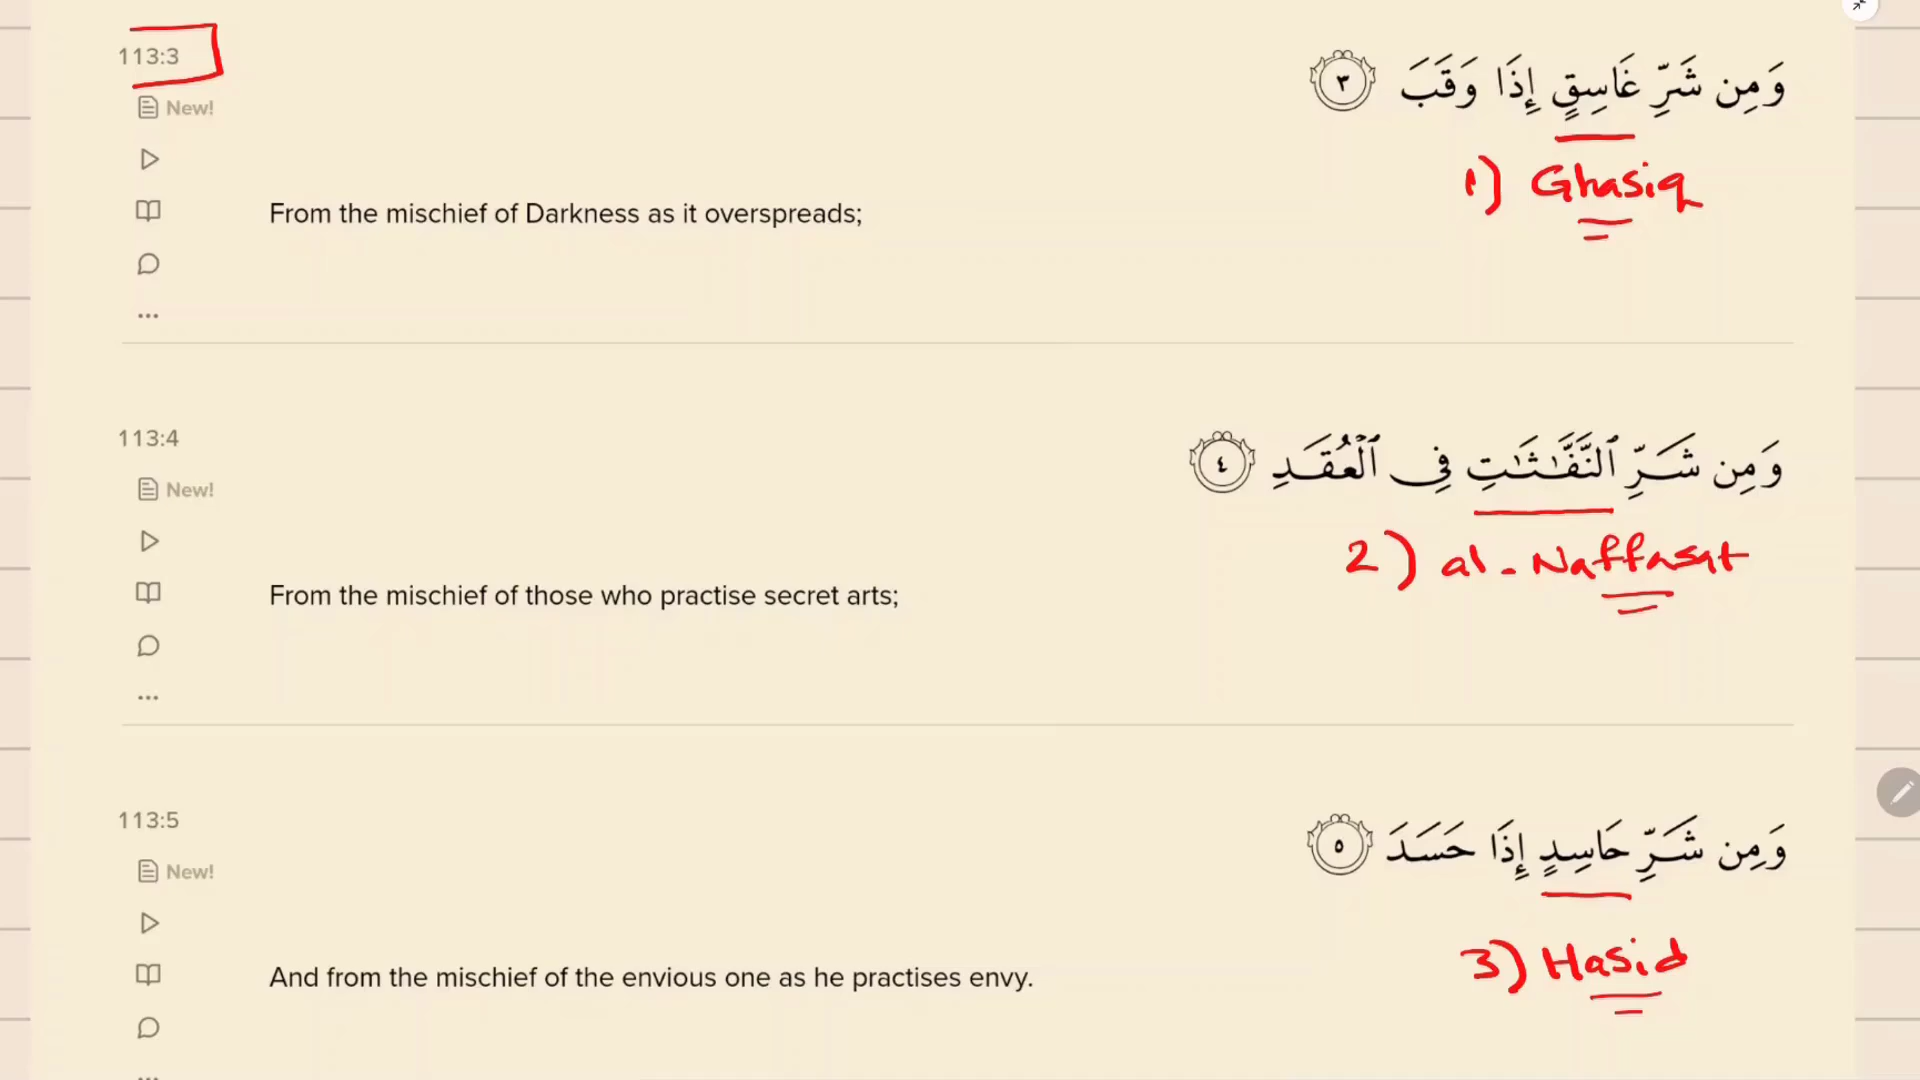 113:3
وَمِن شَرِّ غَاسِقٍ إِذَا وَقَبَ ٣
New!
1) Ghasiq
From the mischief of Darkness as it overspreads;
113:4
وَمِن شَرِّ ٱلنَّفَّـٰثَـٰتِ فِى ٱلْعُقَدِ ٤
New!
2) al-Naffasat
From the mischief of those who practise secret arts;
113:5
وَمِن شَرِّ حَاسِدٍ إِذَا حَسَدَ ٥
New!
3) Hasid
And from the mischief of the envious one as he practises envy.